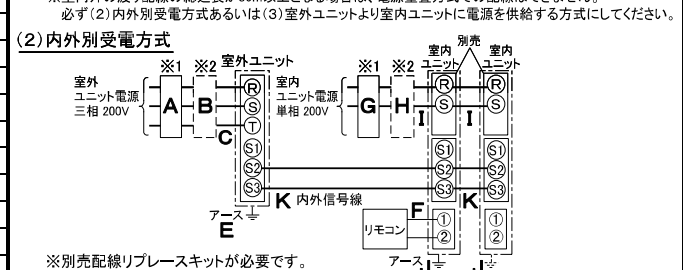 必ず(2)内外別受電方式あるいは(3)室外ユニットより室内ユニットに電源を供給する方式にしてください。
(2)内外別受電方式
※1 ※2 室外ユニット
室外
ユニット電源
三相 200V
A B C
R
S
T
S1
S2
S3
アース
E
K 内外信号線
※1 ※2
室内
ユニット電源
単相 200V
G H
別売
室内
ユニット
室内
ユニット
R
S
I
S1
S2
S3
①
②
I
R
S
S1
S2
S3
K
①
②
F
リモコン
アース
J
J
※別売配線リプレースキットが必要です。